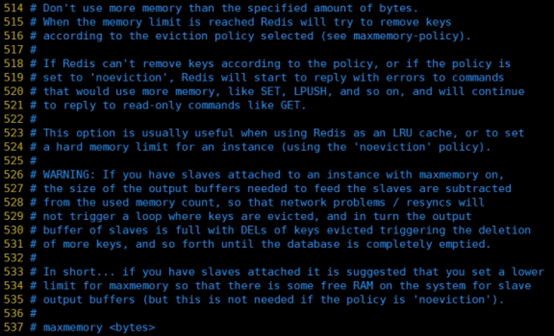 514 # Don't use more memory than the specified amount of bytes.
515 # When the memory limit is reached Redis will try to remove keys
516 # according to the eviction policy selected (see maxmemory-policy).
517 #
518 # If Redis can't remove keys according to the policy, or if the policy is
519 # set to 'noeviction', Redis will start to reply with errors to commands
520 # that would use more memory, like SET, LPUSH, and so on, and will continue
521 # to reply to read-only commands like GET.
522 #
523 # This option is usually useful when using Redis as an LRU cache, or to set
524 # a hard memory limit for an instance (using the 'noeviction' policy).
525 #
526 # WARNING: If you have slaves attached to an instance with maxmemory on,
527 # the size of the output buffers needed to feed the slaves are subtracted
528 # from the used memory count, so that network problems / resyncs will
529 # not trigger a loop where keys are evicted, and in turn the output
530 # buffer of slaves is full with DELs of keys evicted triggering the deletion
531 # of more keys, and so forth until the database is completely emptied.
532 #
533 # In short... if you have slaves attached it is suggested that you set a lower
534 # limit for maxmemory so that there is some free RAM on the system for slave
535 # output buffers (but this is not needed if the policy is 'noeviction').
536 #
537 # maxmemory <bytes>